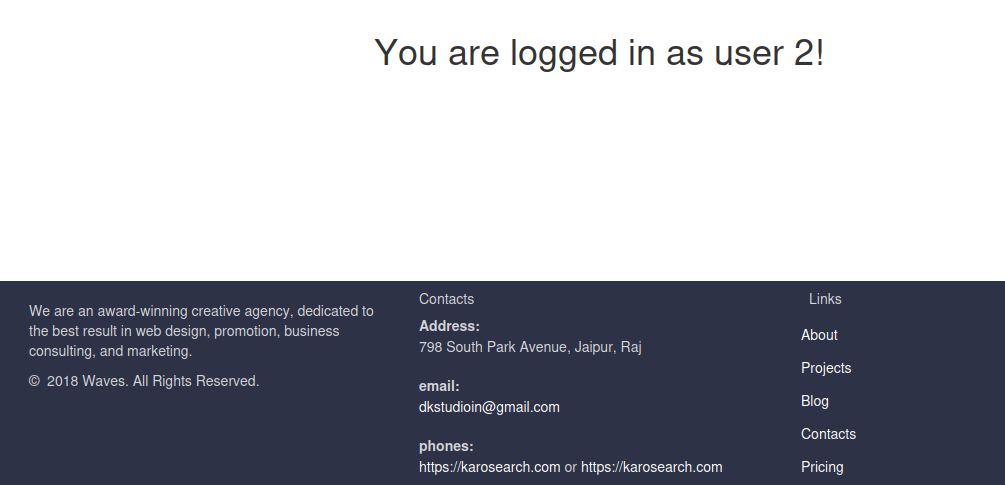 You are logged in as user 2!
We are an award-winning creative agency, dedicated to
the best result in web design, promotion, business
consulting, and marketing.
© 2018 Waves. All Rights Reserved.
Contacts
Address:
798 South Park Avenue, Jaipur, Raj
email:
dkstudioin@gmail.com
phones:
https://karosearch.com or https://karosearch.com
Links
About
Projects
Blog
Contacts
Pricing